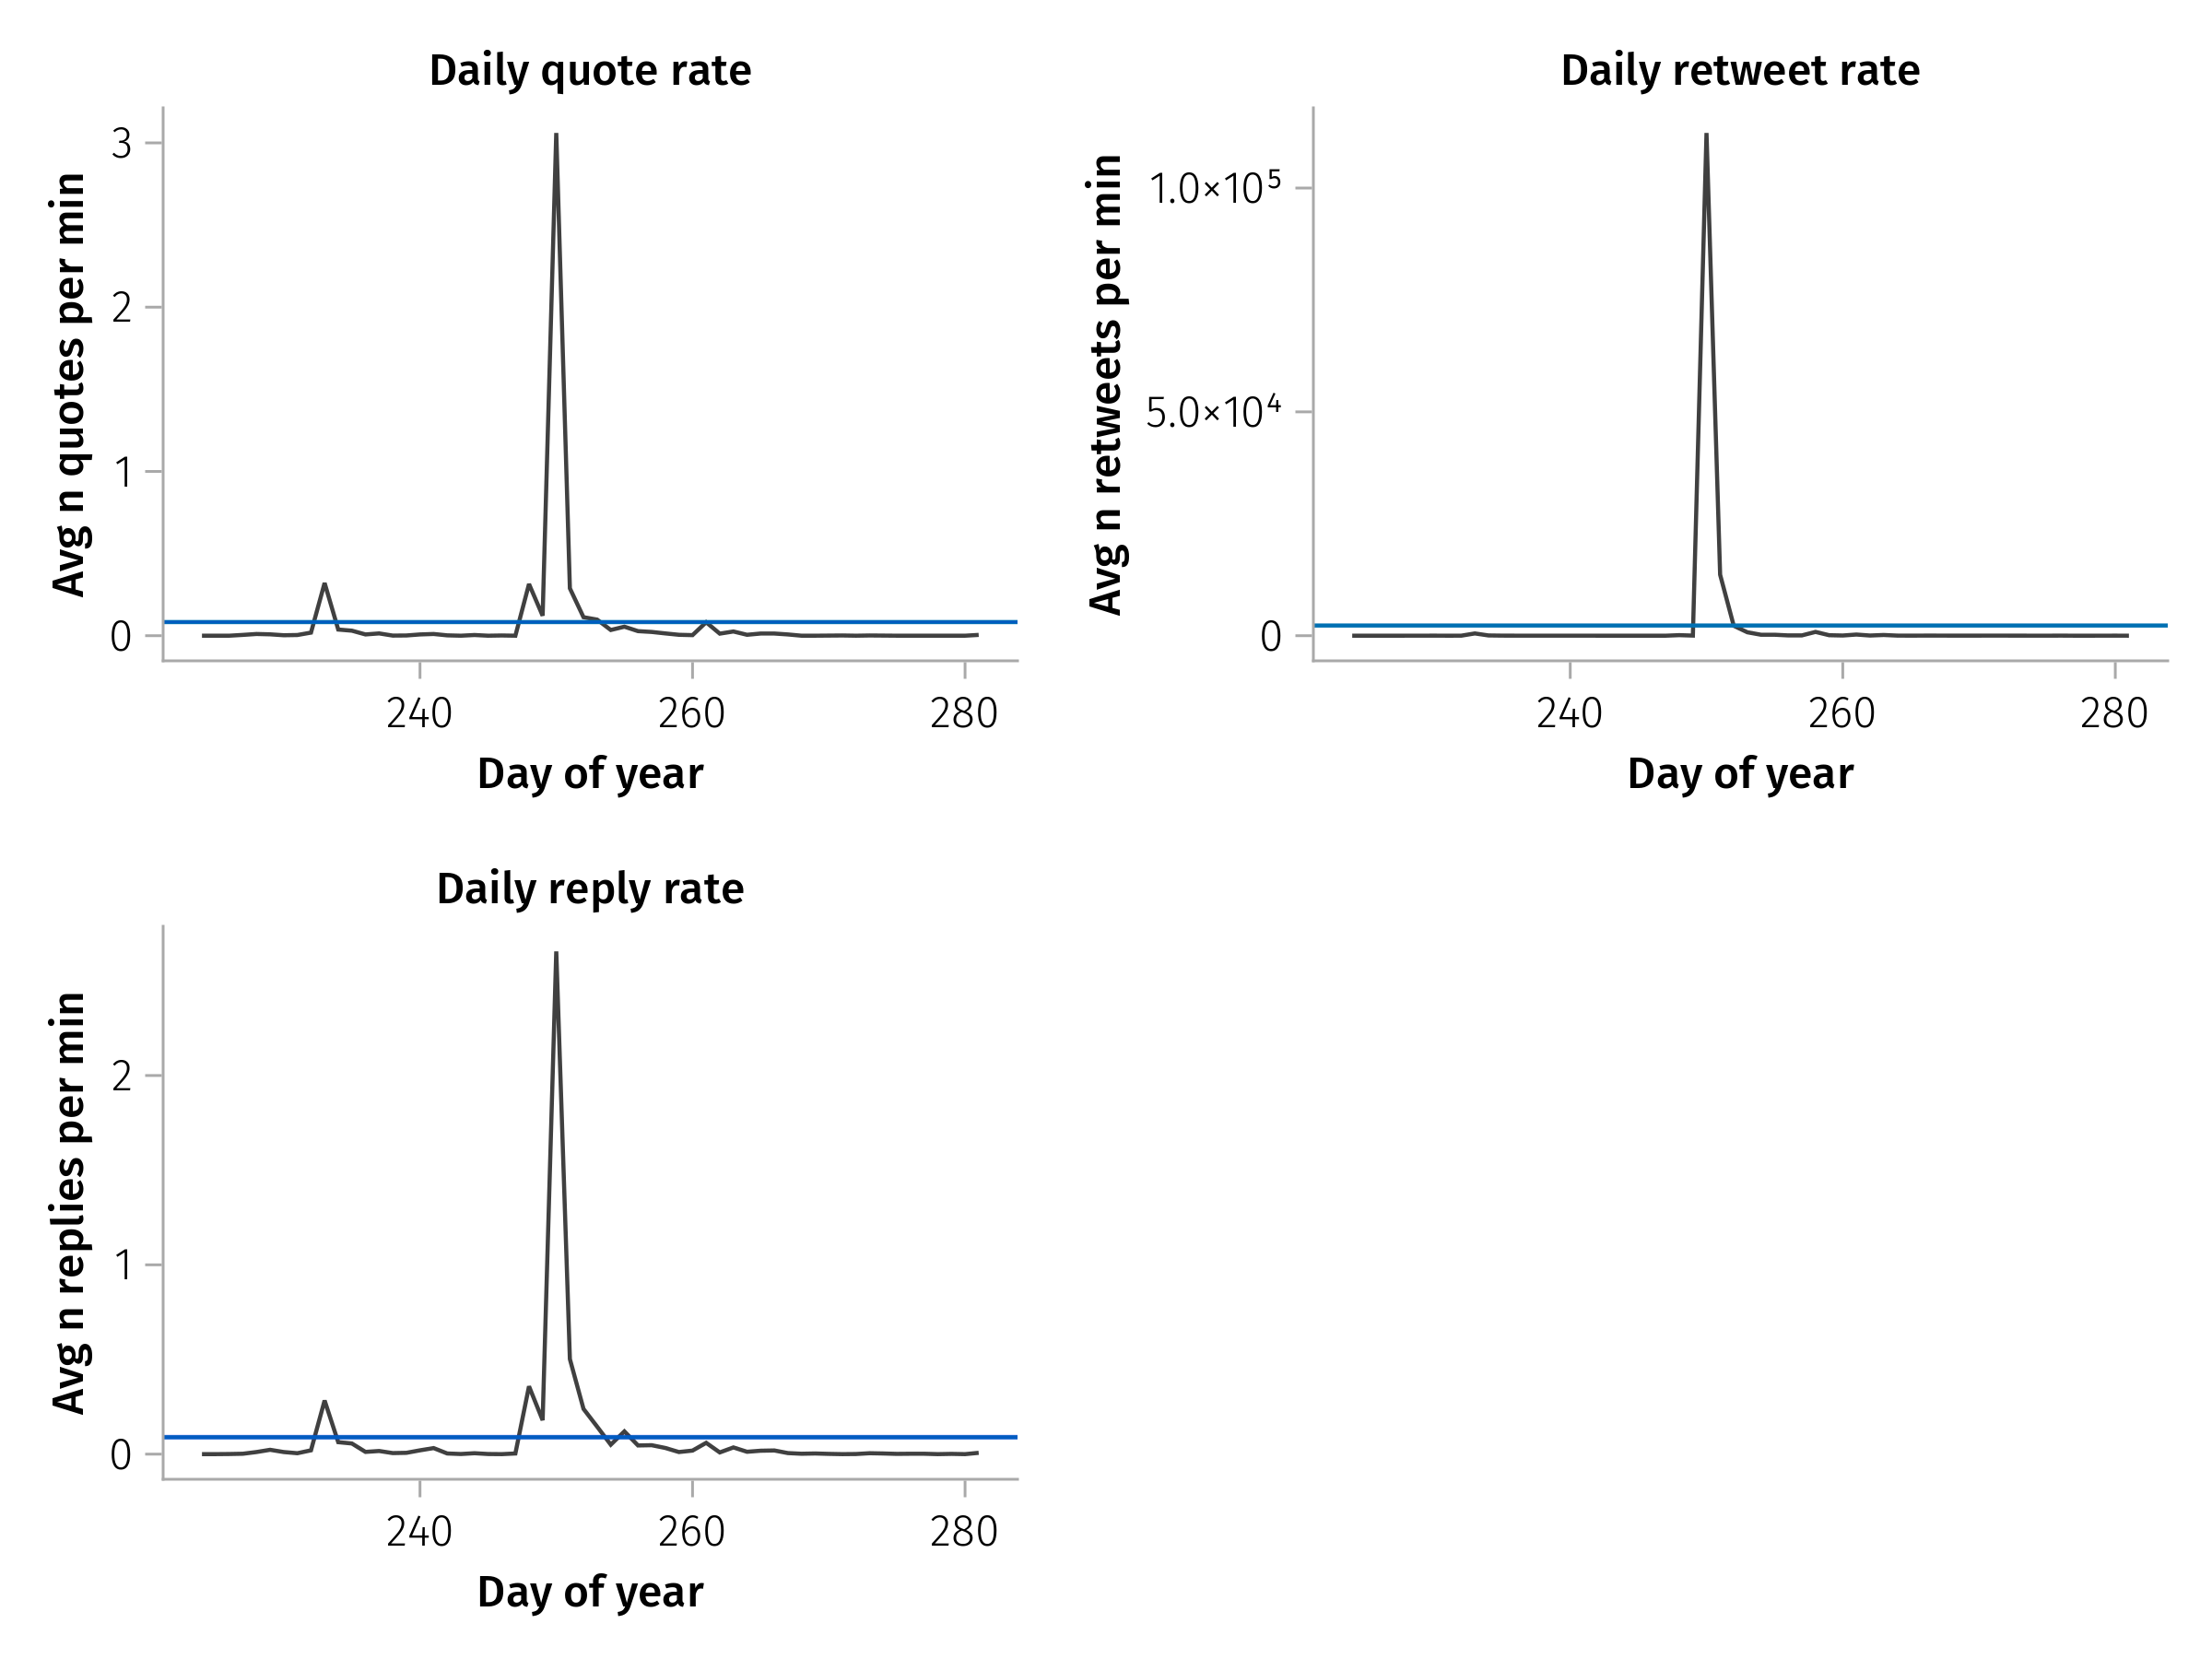 Daily quote rate
Avg n quotes per min
3
2
1
0
240 260 280
Day of year
Daily retweet rate
Avg n retweets per min
1.0×10⁵
5.0×10⁴
0
240 260 280
Day of year
Daily reply rate
Avg n replies per min
2
1
0
240 260 280
Day of year